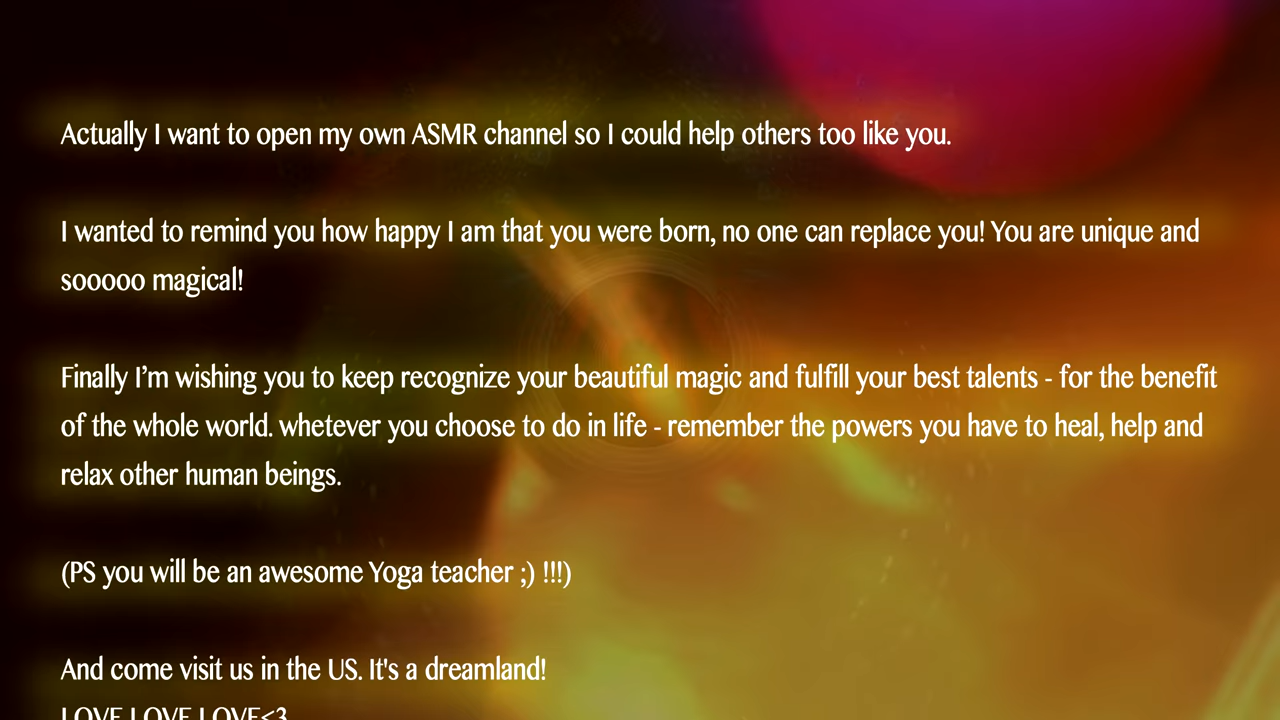 Actually I want to open my own ASMR channel so I could help others too like you.
I wanted to remind you how happy I am that you were born, no one can replace you! You are unique and
sooooo magical!
Finally I’m wishing you to keep recognize your beautiful magic and fulfill your best talents - for the benefit
of the whole world. whetever you choose to do in life - remember the powers you have to heal, help and
relax other human beings.
(PS you will be an awesome Yoga teacher ;) !!!)
And come visit us in the US. It's a dreamland!
LOVE LOVE LOVE<3